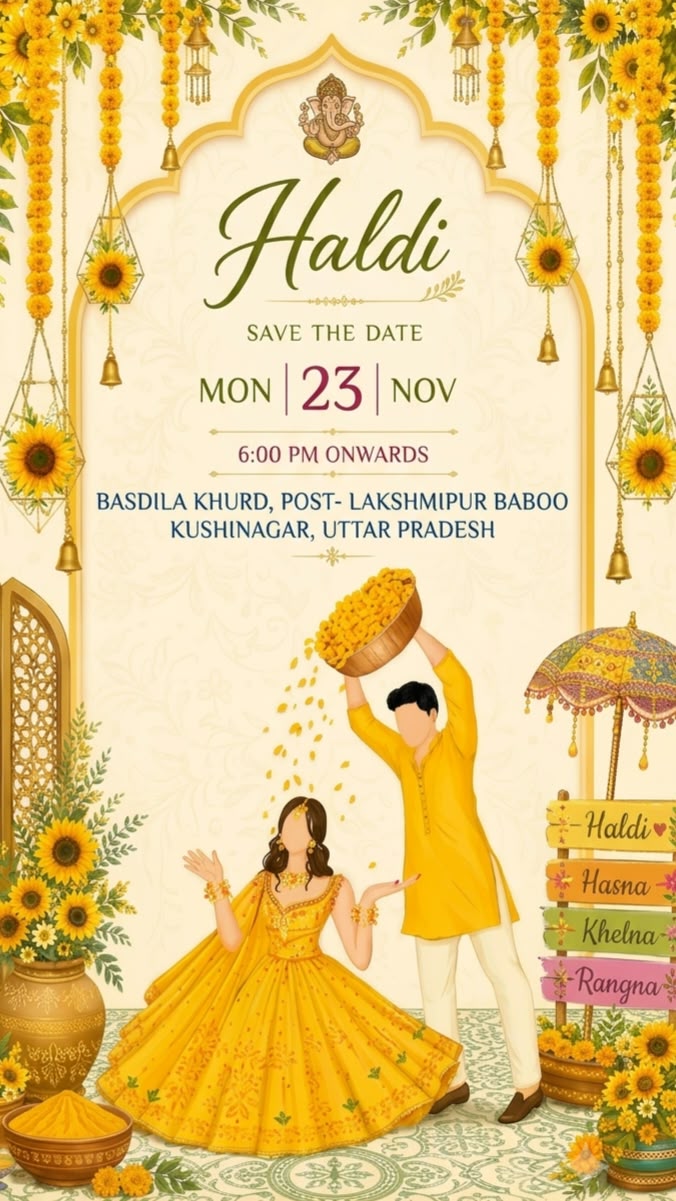 Haldi
SAVE THE DATE
MON | 23 | NOV
6:00 PM ONWARDS
BASDILA KHURD, POST- LAKSHMIPUR BABOO
KUSHINAGAR, UTTAR PRADESH
Haldi
Hasna
Khelna
Rangna